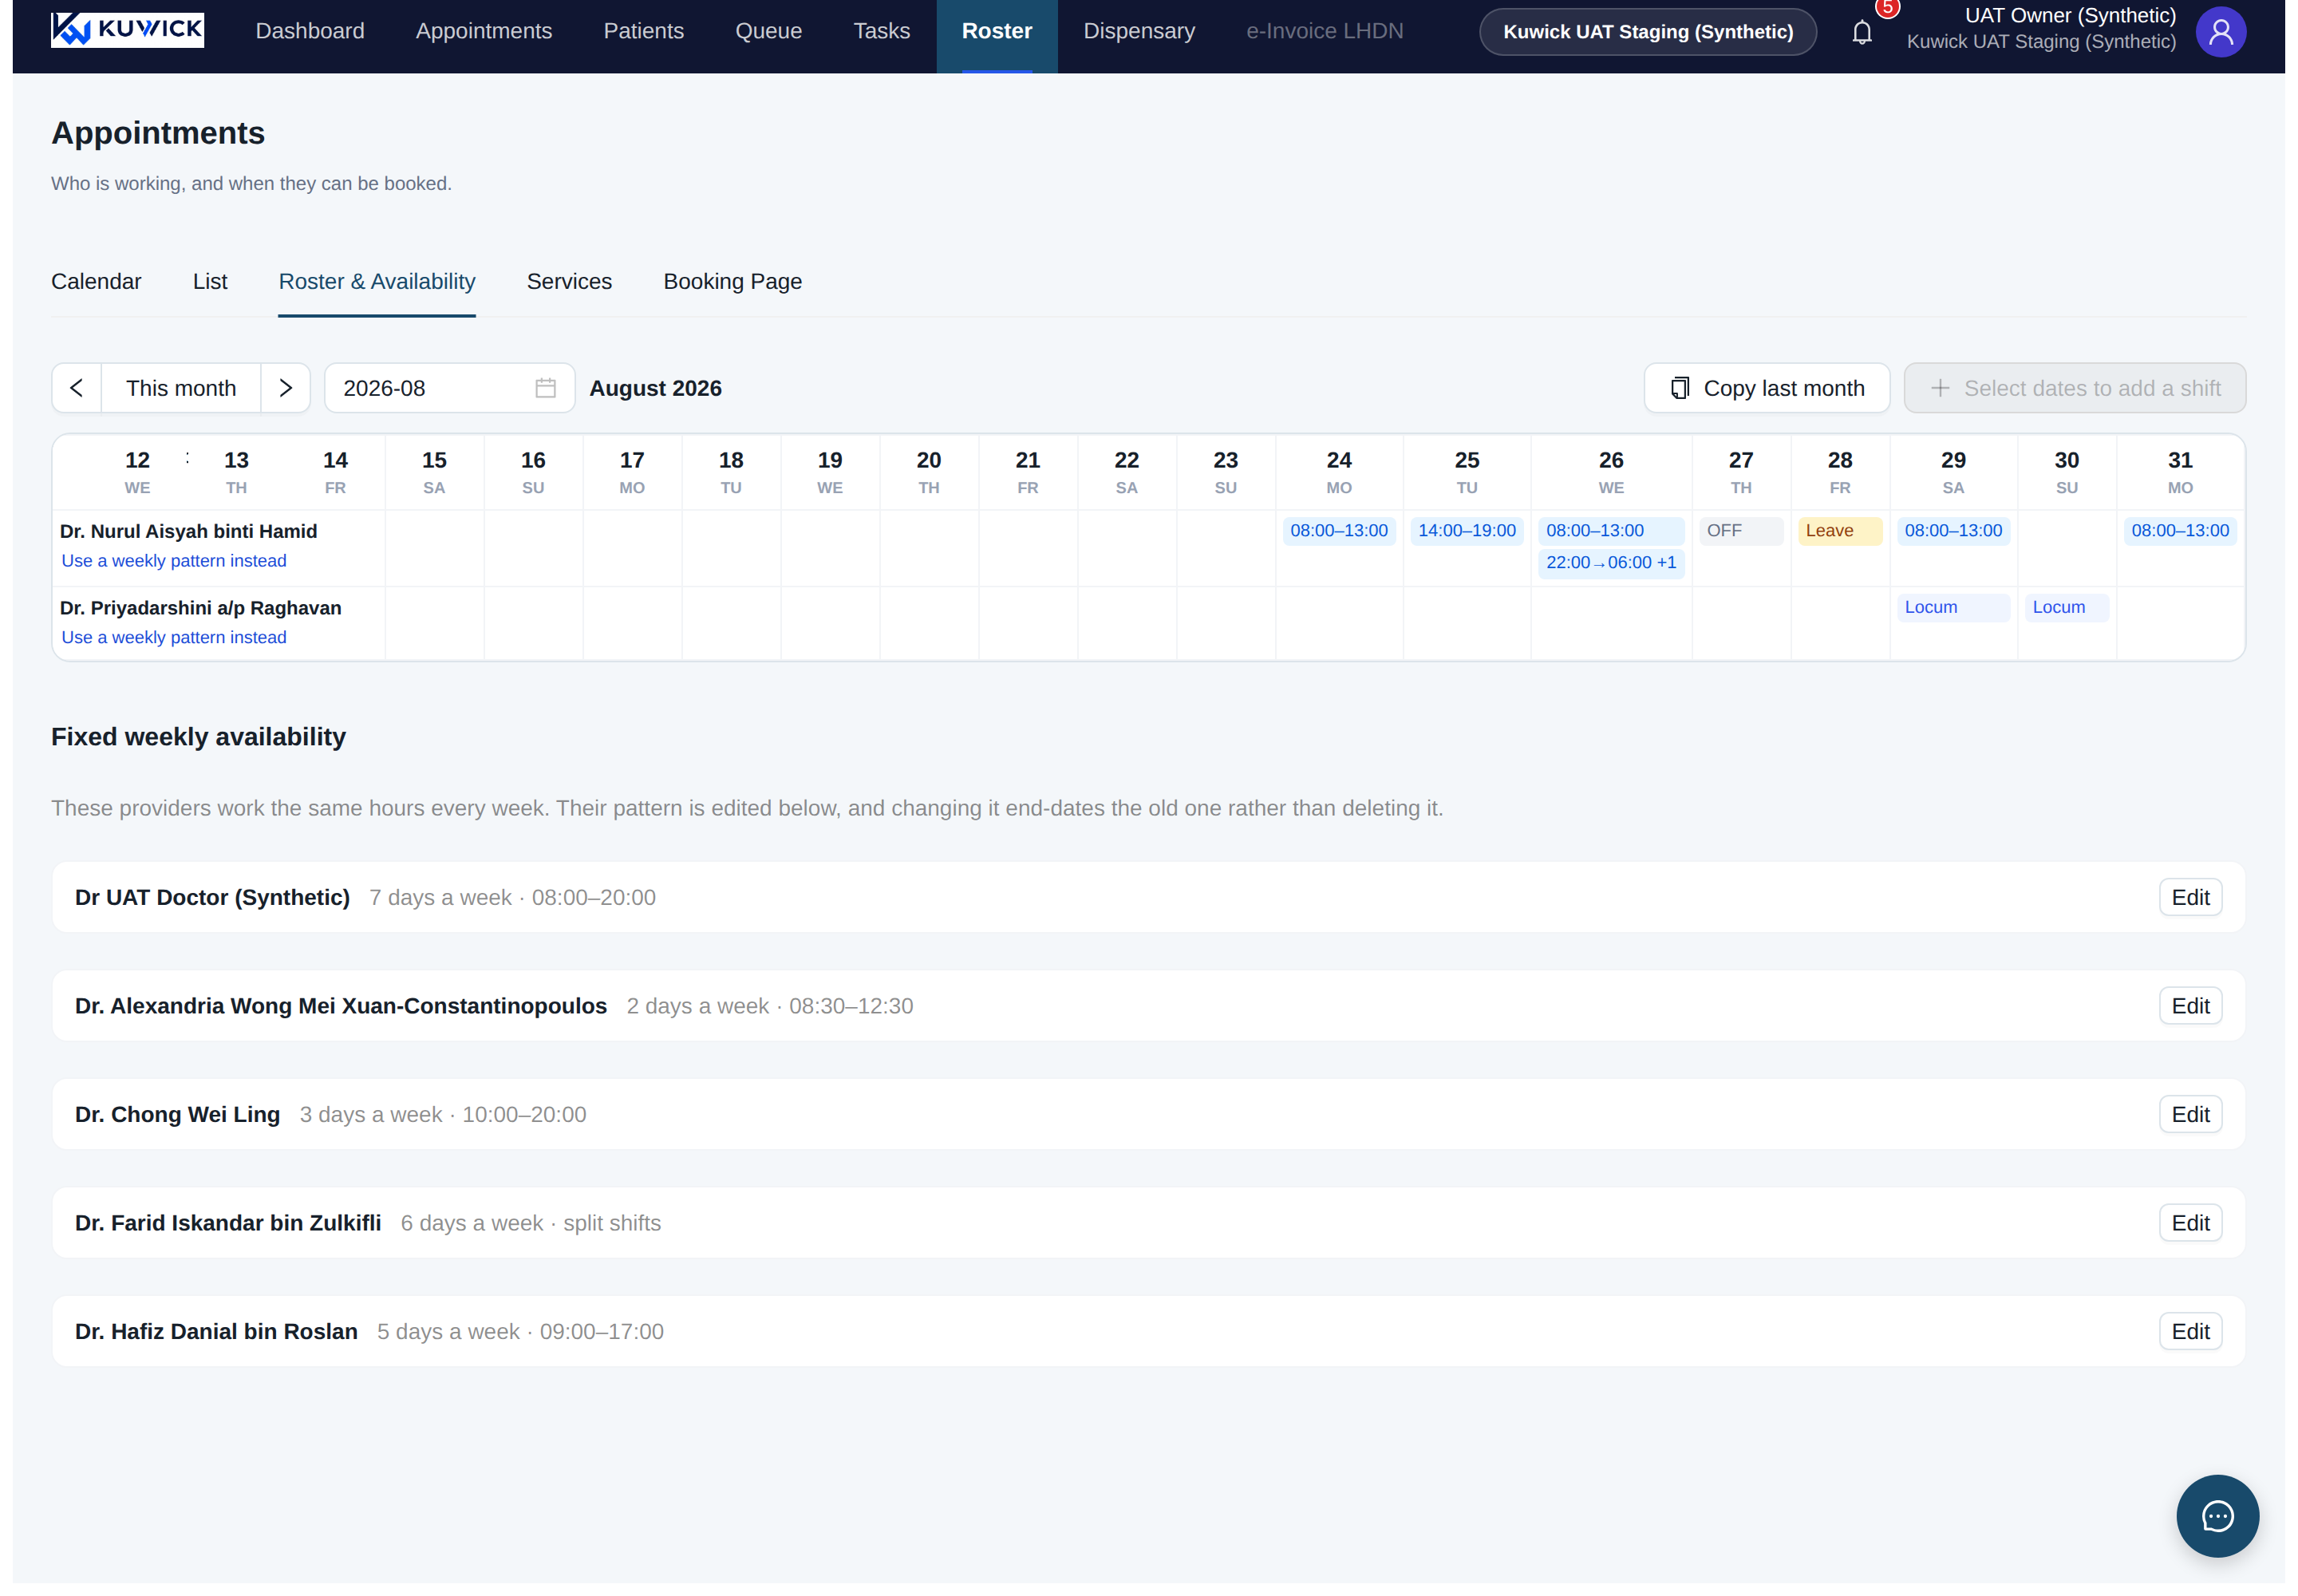 KUWICK Dashboard Appointments Patients Queue Tasks Roster Dispensary e-Invoice LHDN Kuwick UAT Staging (Synthetic) 5 UAT Owner (Synthetic)
Kuwick UAT Staging (Synthetic)
Appointments
Who is working, and when they can be booked.
Calendar List Roster & Availability Services Booking Page
This month 2026-08 August 2026 Copy last month Select dates to add a shift
12 13 14 15 16 17 18 19 20 21 22 23 24 25 26 27 28 29 30 31
WE TH FR SA SU MO TU WE TH FR SA SU MO TU WE TH FR SA SU MO
Dr. Nurul Aisyah binti Hamid 08:00–13:00 14:00–19:00 08:00–13:00 OFF Leave 08:00–13:00 08:00–13:00
Use a weekly pattern instead 22:00→06:00 +1
Dr. Priyadarshini a/p Raghavan Locum Locum
Use a weekly pattern instead
Fixed weekly availability
These providers work the same hours every week. Their pattern is edited below, and changing it end-dates the old one rather than deleting it.
Dr UAT Doctor (Synthetic) 7 days a week · 08:00–20:00 Edit
Dr. Alexandria Wong Mei Xuan-Constantinopoulos 2 days a week · 08:30–12:30 Edit
Dr. Chong Wei Ling 3 days a week · 10:00–20:00 Edit
Dr. Farid Iskandar bin Zulkifli 6 days a week · split shifts Edit
Dr. Hafiz Danial bin Roslan 5 days a week · 09:00–17:00 Edit